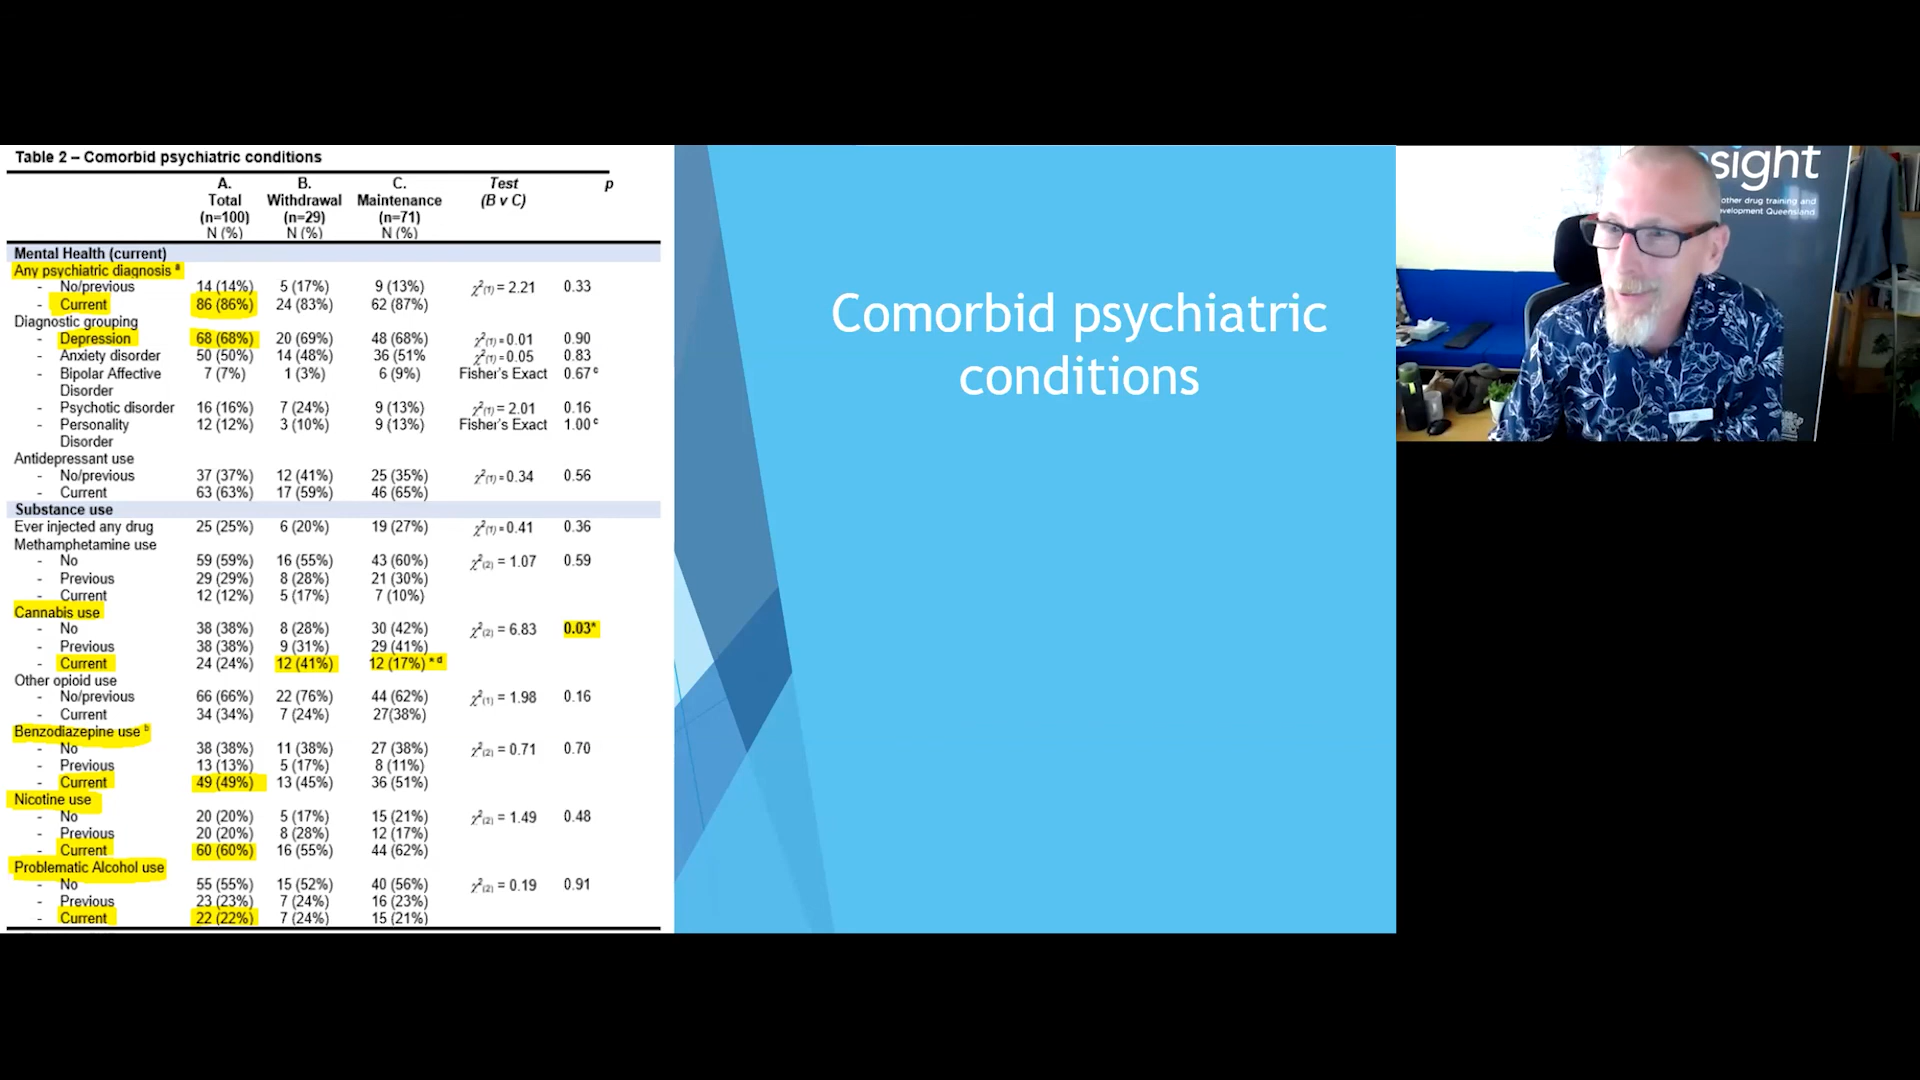 Table 2 – Comorbid psychiatric conditions
A. B. C. Test p
Total Withdrawal Maintenance (B v C)
(n=100) (n=29) (n=71)
N (%) N (%) N (%)
Mental Health (current)
Any psychiatric diagnosis a
- No/previous 14 (14%) 5 (17%) 9 (13%) χ²(1) = 2.21 0.33
- Current 86 (86%) 24 (83%) 62 (87%)
Diagnostic grouping
- Depression 68 (68%) 20 (69%) 48 (68%) χ²(1) = 0.01 0.90
- Anxiety disorder 50 (50%) 14 (48%) 36 (51% χ²(1) = 0.05 0.83
- Bipolar Affective 7 (7%) 1 (3%) 6 (9%) Fisher's Exact 0.67 c
Disorder
- Psychotic disorder 16 (16%) 7 (24%) 9 (13%) χ²(1) = 2.01 0.16
- Personality 12 (12%) 3 (10%) 9 (13%) Fisher's Exact 1.00 c
Disorder
Antidepressant use
- No/previous 37 (37%) 12 (41%) 25 (35%) χ²(1) = 0.34 0.56
- Current 63 (63%) 17 (59%) 46 (65%)
Substance use
Ever injected any drug 25 (25%) 6 (20%) 19 (27%) χ²(1) = 0.41 0.36
Methamphetamine use
- No 59 (59%) 16 (55%) 43 (60%) χ²(2) = 1.07 0.59
- Previous 29 (29%) 8 (28%) 21 (30%)
- Current 12 (12%) 5 (17%) 7 (10%)
Cannabis use
- No 38 (38%) 8 (28%) 30 (42%) χ²(2) = 6.83 0.03*
- Previous 38 (38%) 9 (31%) 29 (41%)
- Current 24 (24%) 12 (41%) 12 (17%) * d
Other opioid use
- No/previous 66 (66%) 22 (76%) 44 (62%) χ²(1) = 1.98 0.16
- Current 34 (34%) 7 (24%) 27(38%)
Benzodiazepine use b
- No 38 (38%) 11 (38%) 27 (38%) χ²(2) = 0.71 0.70
- Previous 13 (13%) 5 (17%) 8 (11%)
- Current 49 (49%) 13 (45%) 36 (51%)
Nicotine use
- No 20 (20%) 5 (17%) 15 (21%) χ²(2) = 1.49 0.48
- Previous 20 (20%) 8 (28%) 12 (17%)
- Current 60 (60%) 16 (55%) 44 (62%)
Problematic Alcohol use
- No 55 (55%) 15 (52%) 40 (56%) χ²(2) = 0.19 0.91
- Previous 23 (23%) 7 (24%) 16 (23%)
- Current 22 (22%) 7 (24%) 15 (21%)
Comorbid psychiatric
conditions
sight
other drug training and
evelopment Queensland